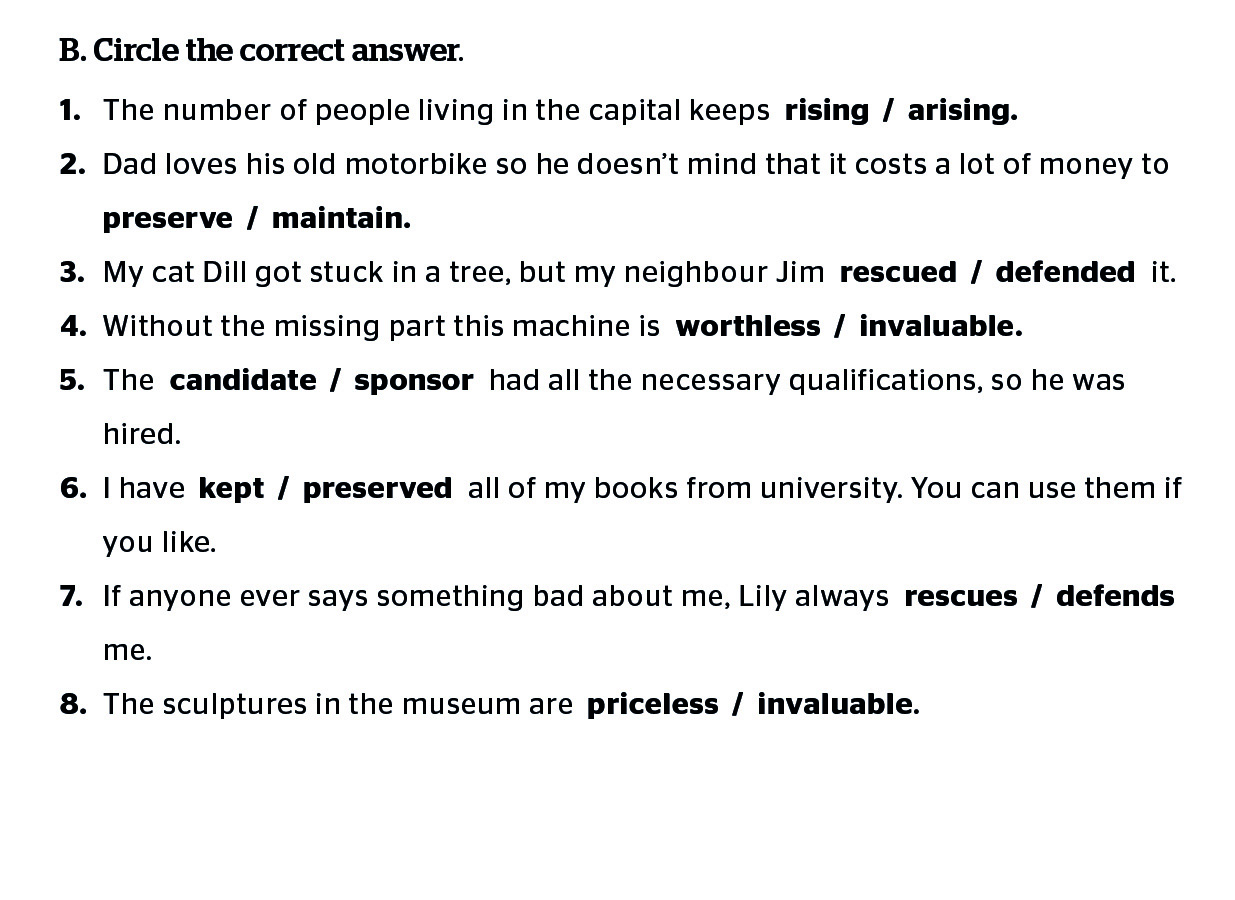 B. Circle the correct answer.
1. The number of people living in the capital keeps rising / arising.
2. Dad loves his old motorbike so he doesn’t mind that it costs a lot of money to
preserve / maintain.
3. My cat Dill got stuck in a tree, but my neighbour Jim rescued / defended it.
4. Without the missing part this machine is worthless / invaluable.
5. The candidate / sponsor had all the necessary qualifications, so he was
hired.
6. I have kept / preserved all of my books from university. You can use them if
you like.
7. If anyone ever says something bad about me, Lily always rescues / defends
me.
8. The sculptures in the museum are priceless / invaluable.